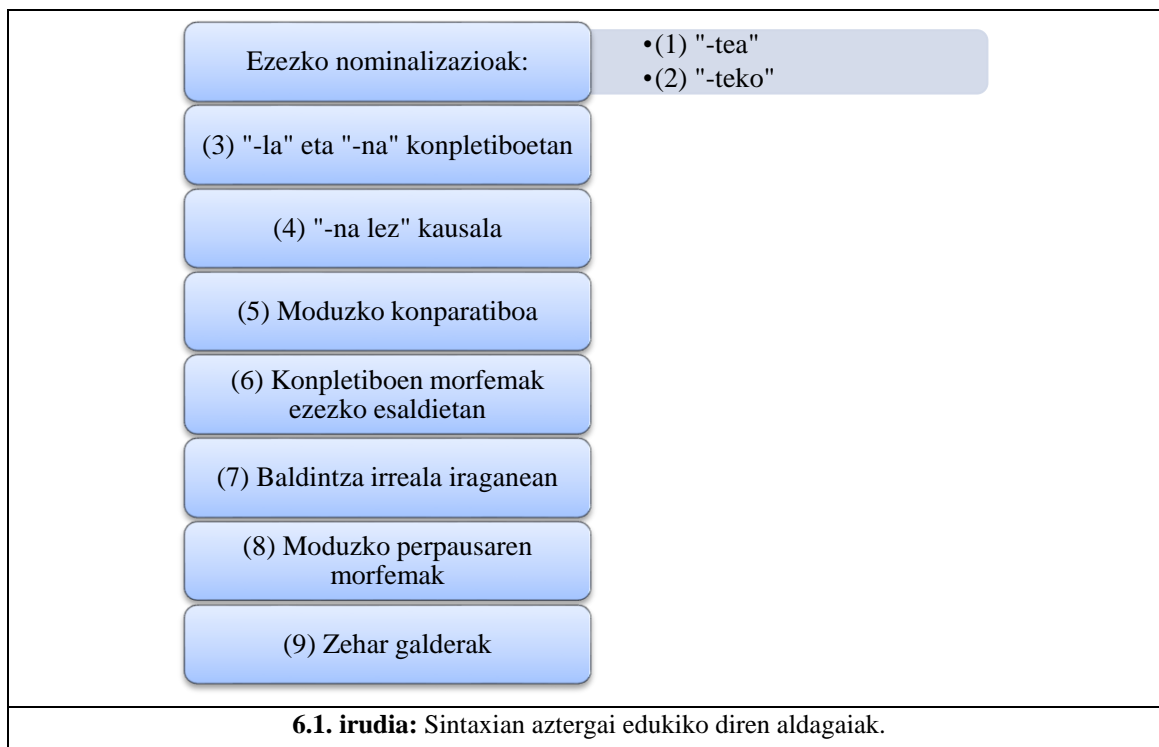 Ezezko nominalizazioak:
•(1) "-tea"
•(2) "-teko"
(3) "-la" eta "-na" konpletiboetan
(4) "-na lez" kausala
(5) Moduzko konparatiboa
(6) Konpletiboen morfemak
ezezko esaldietan
(7) Baldintza irreala iraganean
(8) Moduzko perpausaren
morfemak
(9) Zehar galderak
6.1. irudia: Sintaxian aztergai edukiko diren aldagaiak.